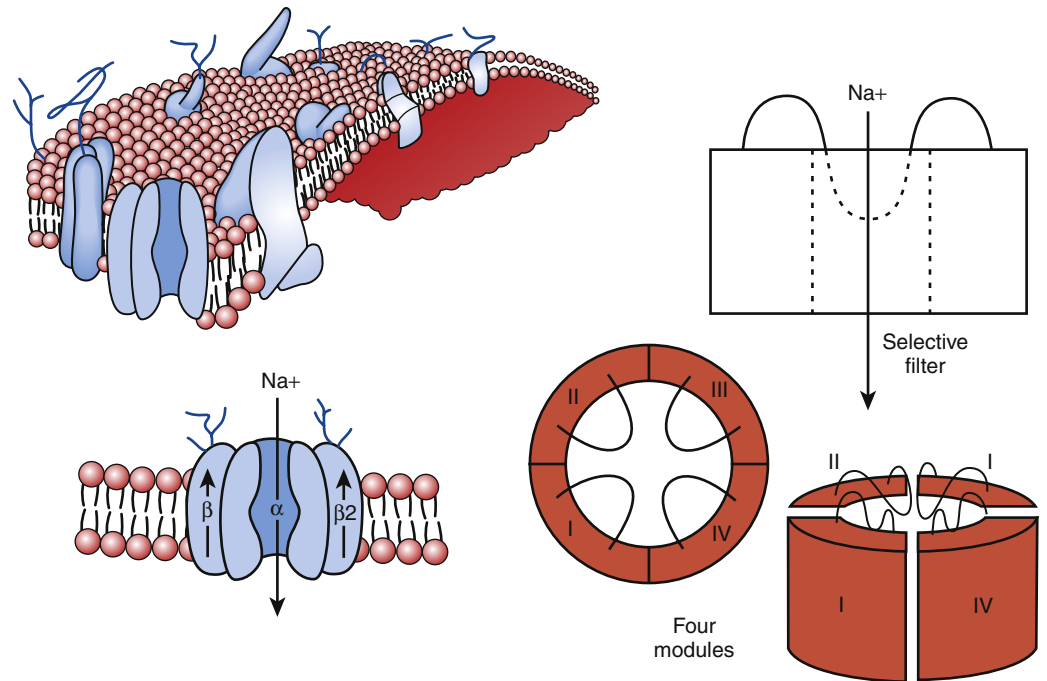 Na+
Selective
filter
Na+
β
α
β2
II
III
I
IV
Four
modules
II
I
I
IV